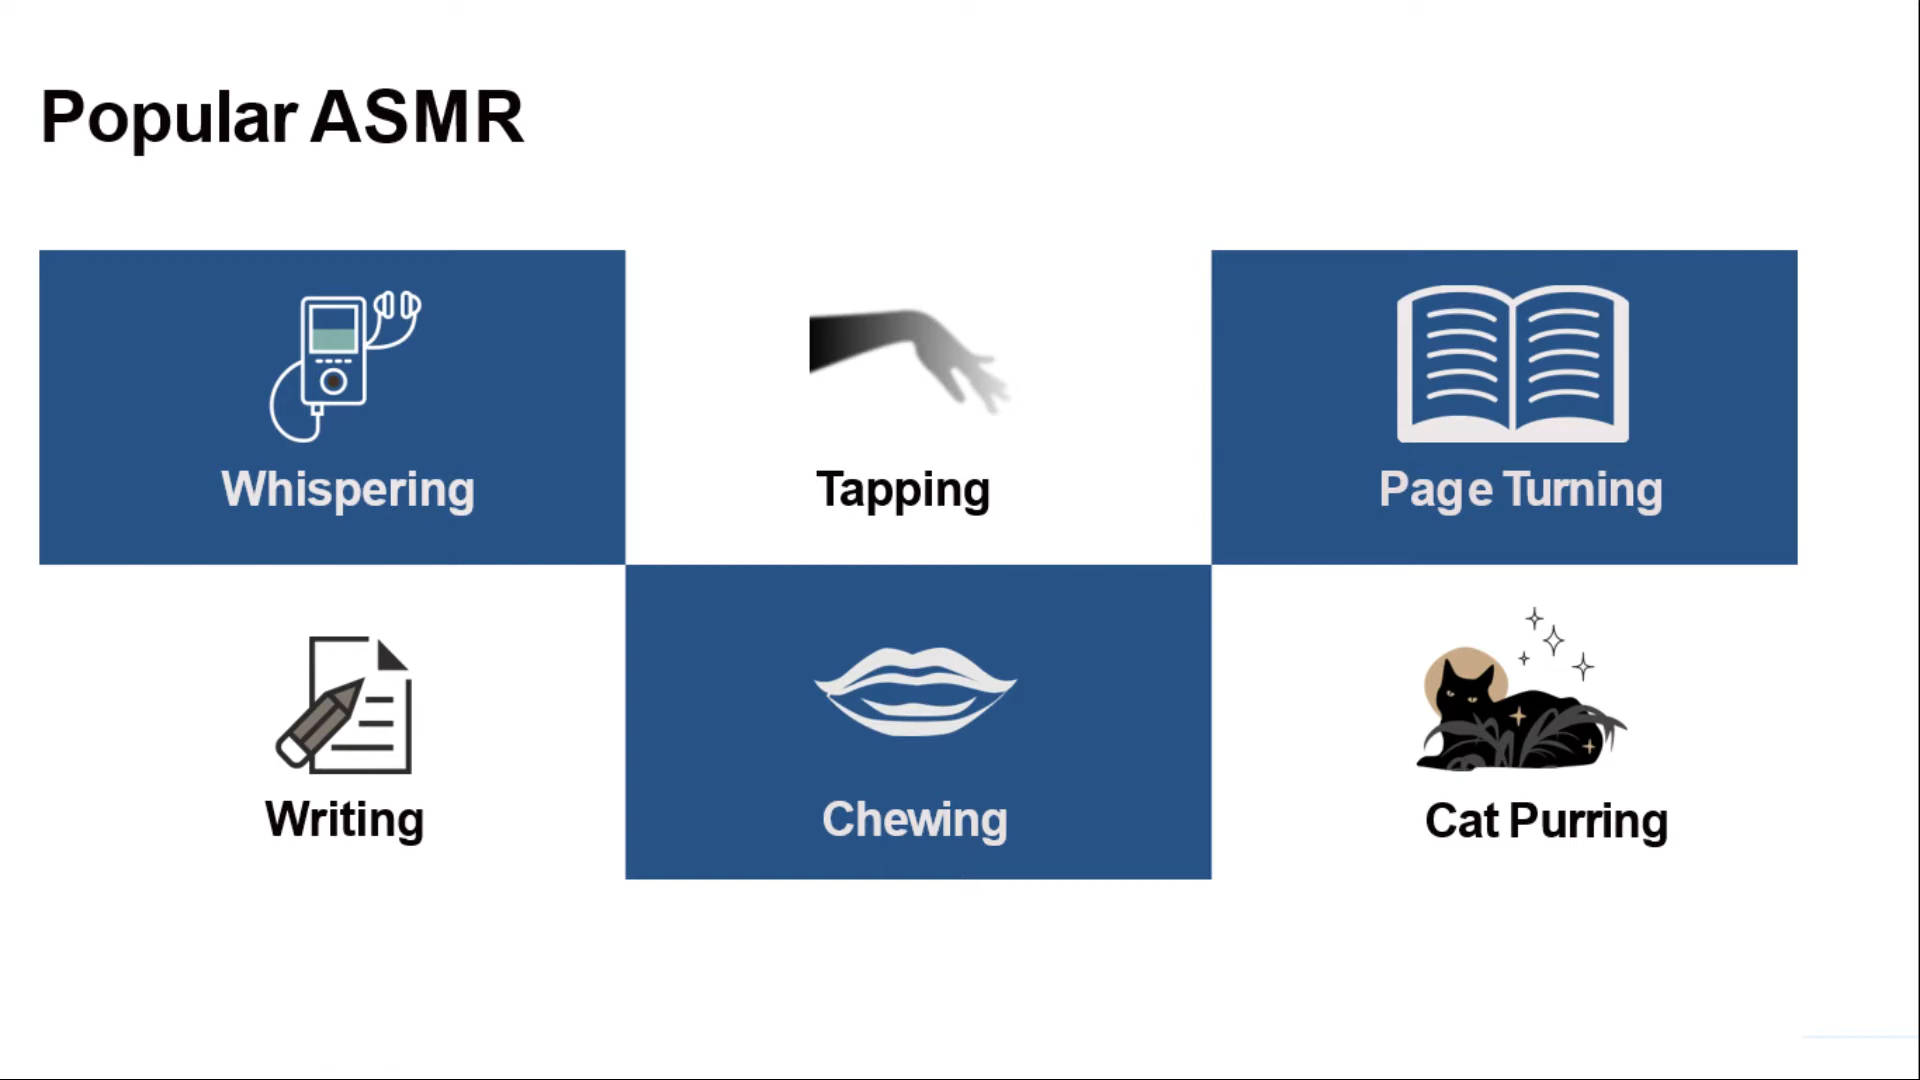 Popular ASMR
Whispering
Tapping
Page Turning
Writing
Chewing
Cat Purring